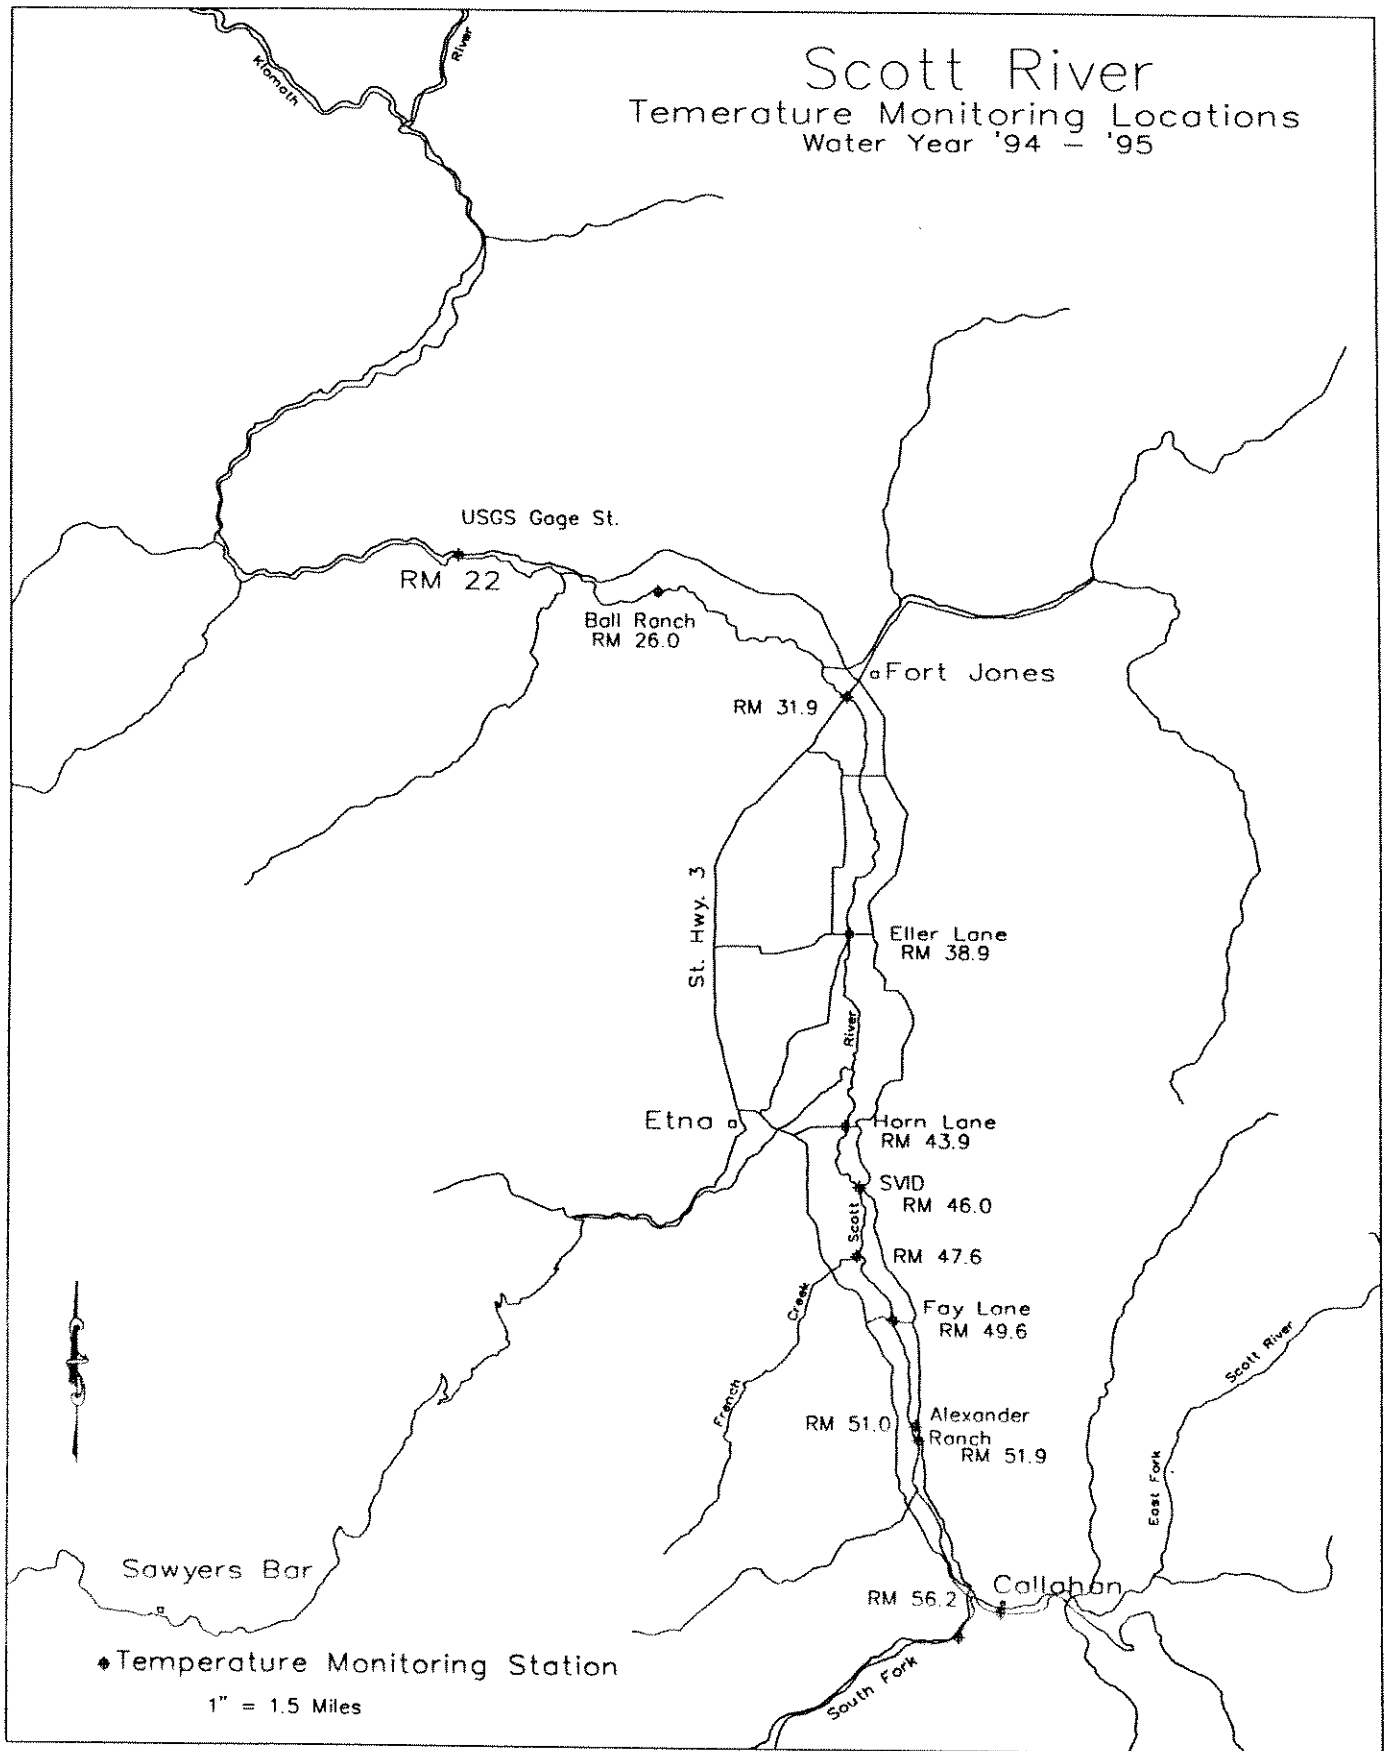 Scott River
Temerature Monitoring Locations
Water Year '94 - '95
Klamath
River
USGS Gage St.
RM 22
Ball Ranch
RM 26.0
Fort Jones
RM 31.9
St. Hwy. 3
Eller Lane
RM 38.9
River
Etna
Horn Lane
RM 43.9
SVID
RM 46.0
Scott
RM 47.6
Creek
Fay Lane
RM 49.6
Scott River
French
RM 51.0
Alexander
Ranch
RM 51.9
East Fork
Sawyers Bar
RM 56.2
Callahan
South Fork
Temperature Monitoring Station
1" = 1.5 Miles